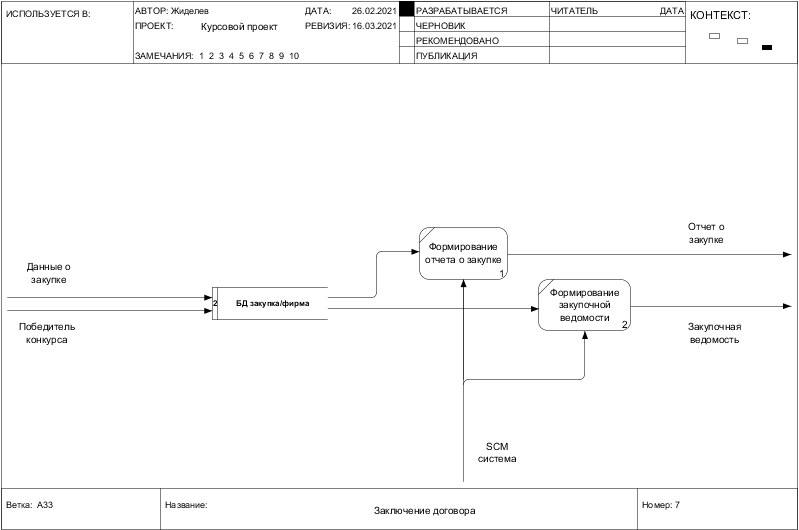 ИСПОЛЬЗУЕТСЯ В:
АВТОР: Жиделев
ДАТА: 26.02.2021
ПРОЕКТ: Курсовой проект
РЕВИЗИЯ: 16.03.2021
ЗАМЕЧАНИЯ: 1 2 3 4 5 6 7 8 9 10
РАЗРАБАТЫВАЕТСЯ
ЧЕРНОВИК
РЕКОМЕНДОВАНО
ПУБЛИКАЦИЯ
ЧИТАТЕЛЬ ДАТА
КОНТЕКСТ:
Отчет о
закупке
Формирование
отчета о закупке
1
Данные о
закупке
2
БД закупка/фирма
Формирование
закупочной
ведомости
2
Победитель
конкурса
Закупочная
ведомость
SCM
система
Ветка: А33
Название:
Заключение договора
Номер: 7